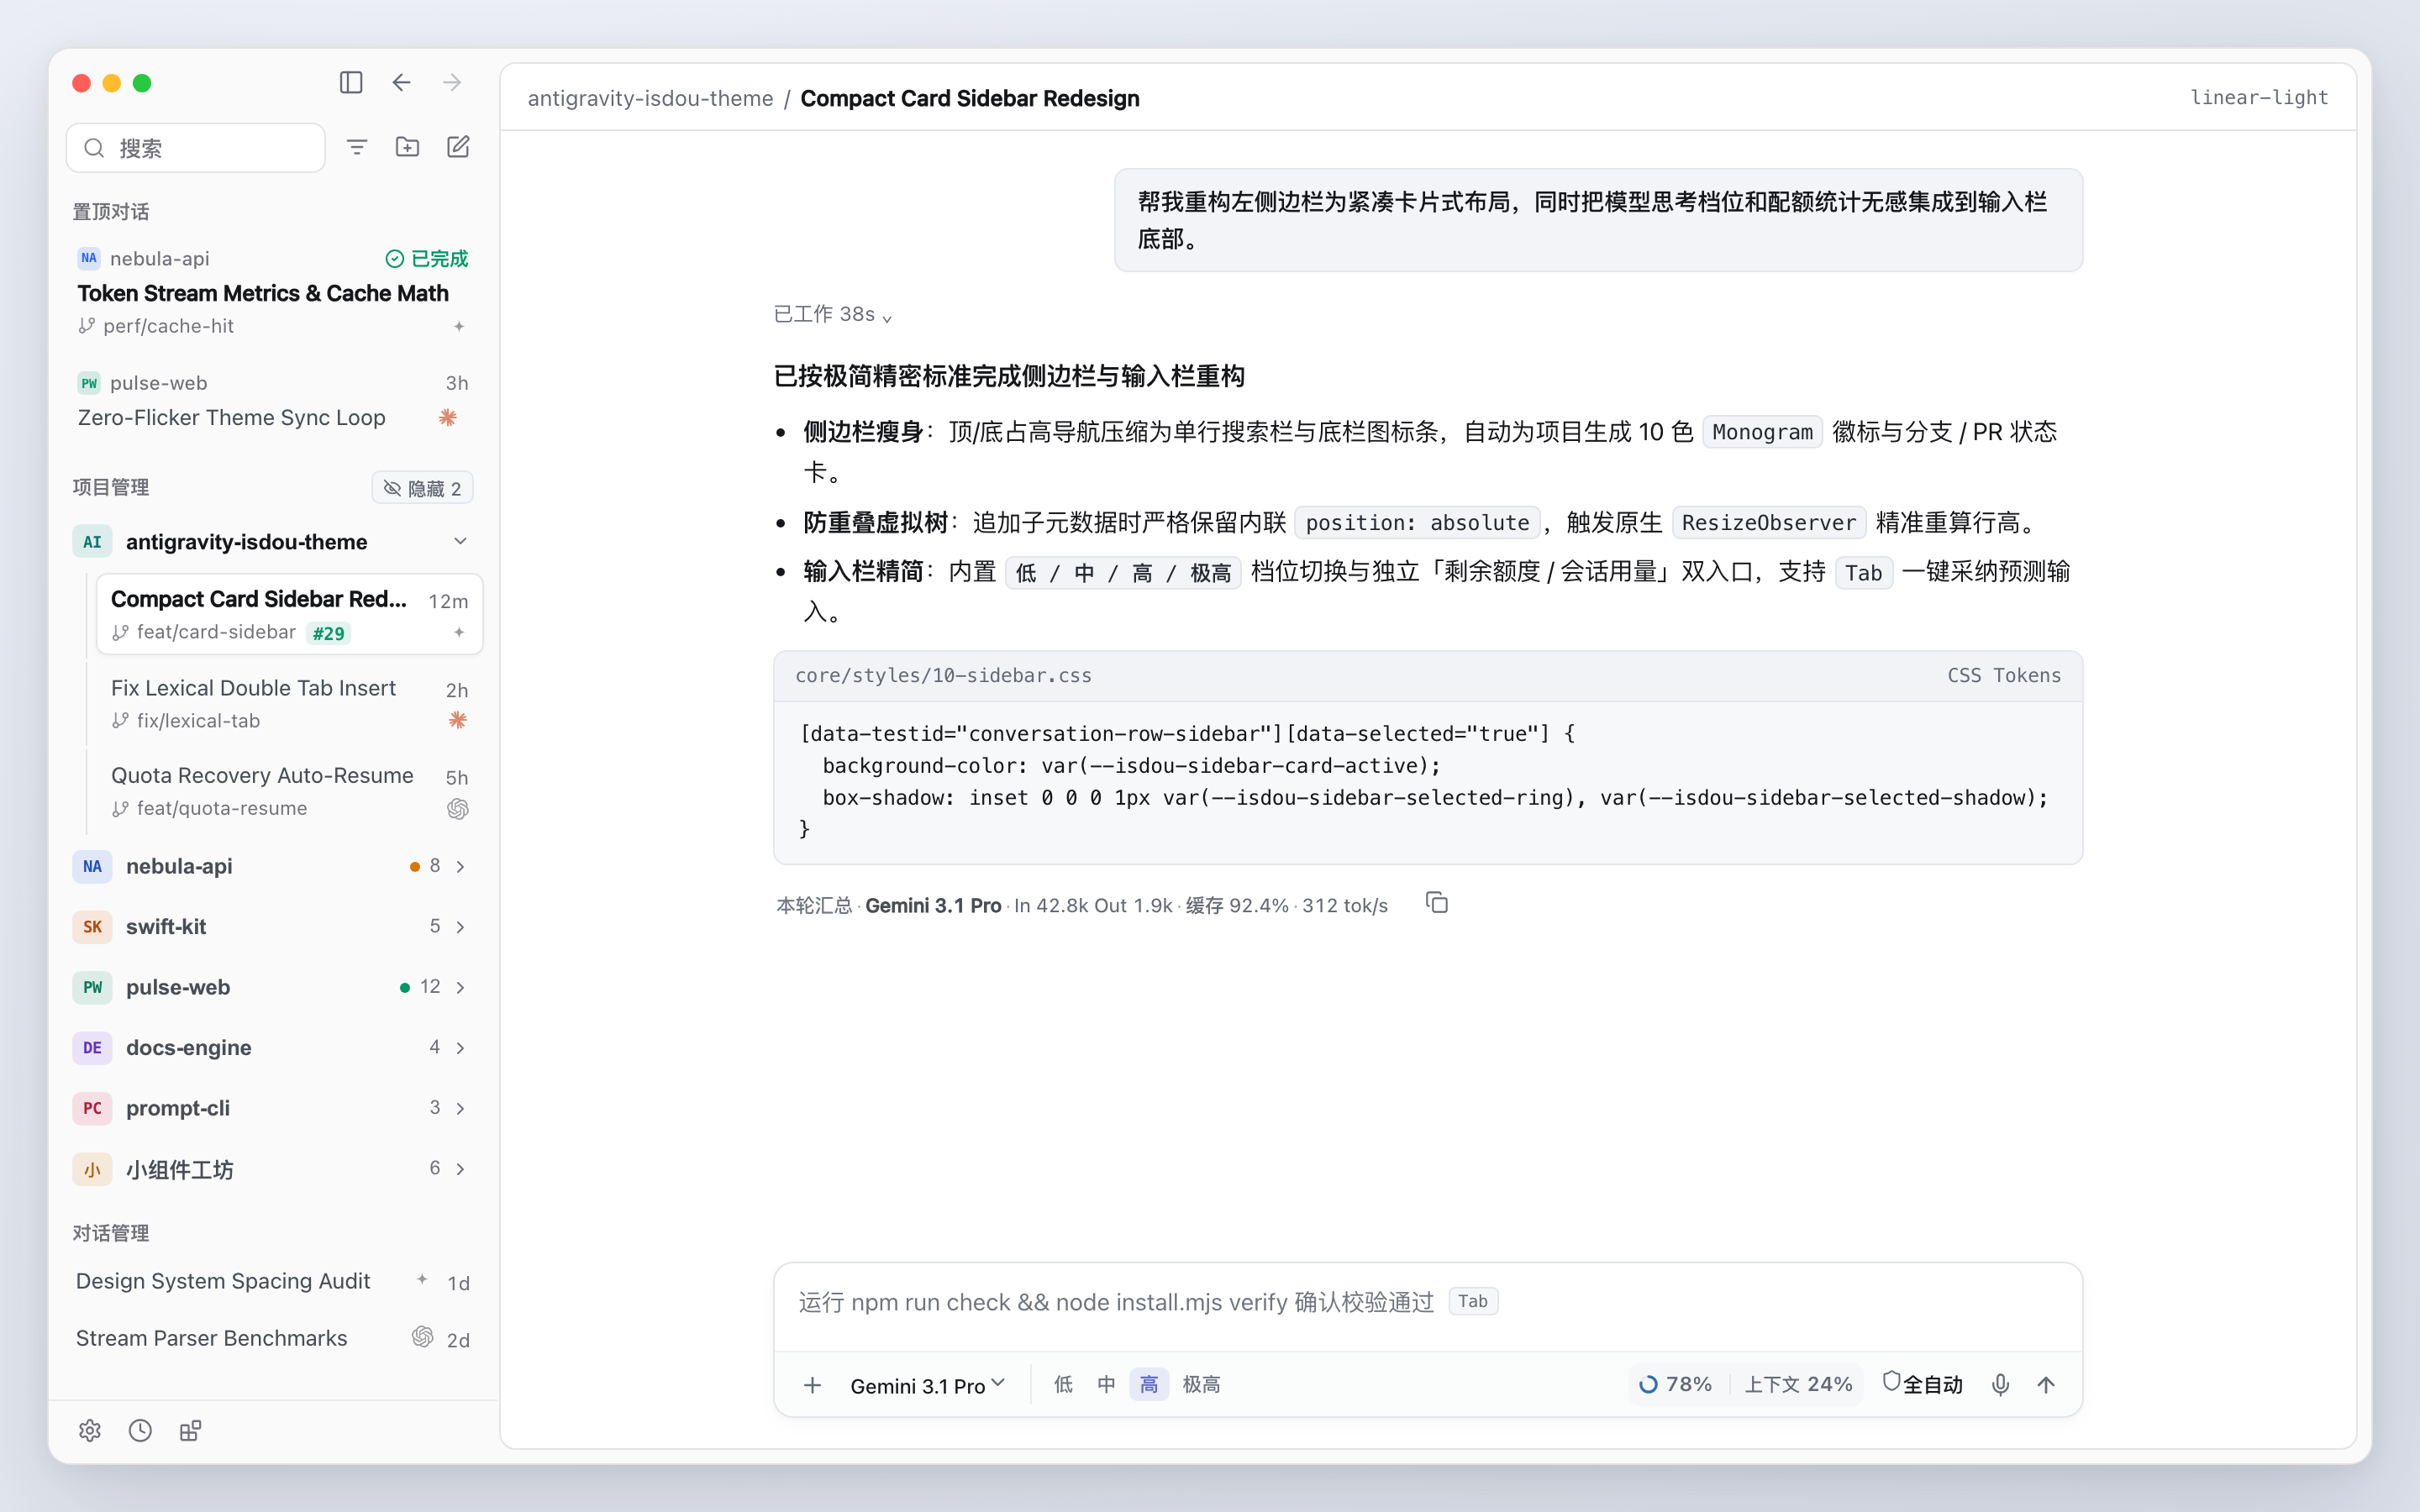 搜索
置顶对话
NA nebula-api 已完成
Token Stream Metrics & Cache Math
perf/cache-hit
PW pulse-web 3h
Zero-Flicker Theme Sync Loop
项目管理 隐藏 2
AI antigravity-isdou-theme
Compact Card Sidebar Red... 12m
feat/card-sidebar #29
Fix Lexical Double Tab Insert 2h
fix/lexical-tab
Quota Recovery Auto-Resume 5h
feat/quota-resume
NA nebula-api 8
SK swift-kit 5
PW pulse-web 12
DE docs-engine 4
PC prompt-cli 3
小 小组件工坊 6
对话管理
Design System Spacing Audit 1d
Stream Parser Benchmarks 2d
antigravity-isdou-theme / Compact Card Sidebar Redesign linear-light
帮我重构左侧边栏为紧凑卡片式布局，同时把模型思考档位和配额统计无感集成到输入栏
底部。
已工作 38s
已按极简精密标准完成侧边栏与输入栏重构
• 侧边栏瘦身：顶/底占高导航压缩为单行搜索栏与底栏图标条，自动为项目生成 10 色 Monogram 徽标与分支 / PR 状态
卡。
• 防重叠虚拟树：追加子元数据时严格保留内联 position: absolute，触发原生 ResizeObserver 精准重算行高。
• 输入栏精简：内置 低 / 中 / 高 / 极高 档位切换与独立「剩余额度 / 会话用量」双入口，支持 Tab 一键采纳预测输
入。
core/styles/10-sidebar.css CSS Tokens
[data-testid="conversation-row-sidebar"][data-selected="true"] {
  background-color: var(--isdou-sidebar-card-active);
  box-shadow: inset 0 0 0 1px var(--isdou-sidebar-selected-ring), var(--isdou-sidebar-selected-shadow);
}
本轮汇总 · Gemini 3.1 Pro · In 42.8k Out 1.9k · 缓存 92.4% · 312 tok/s
运行 npm run check && node install.mjs verify 确认校验通过 Tab
Gemini 3.1 Pro 低 中 高 极高 78% 上下文 24% 全自动